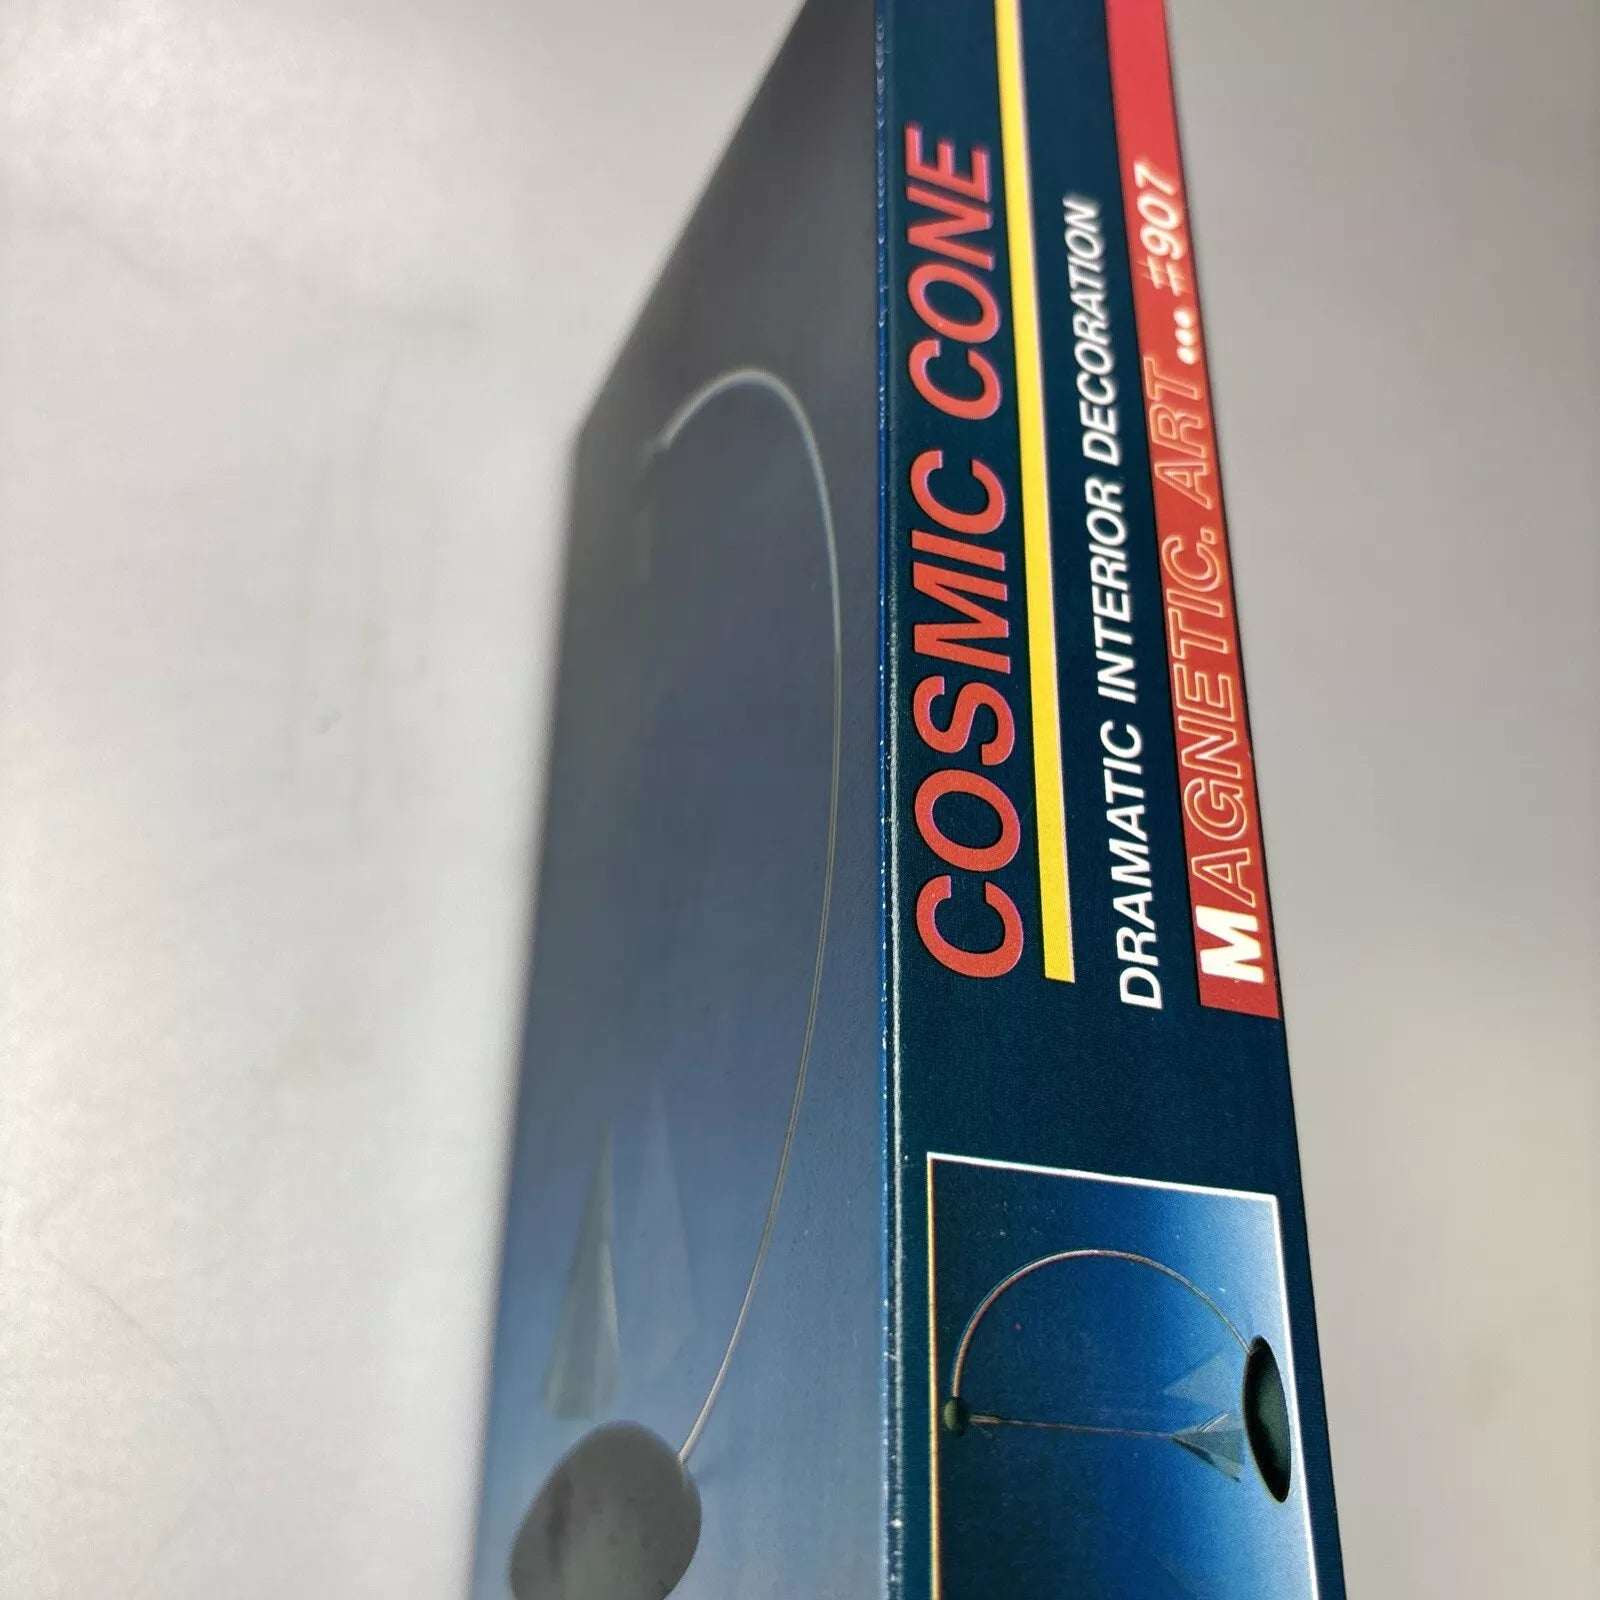 COSMIC CONE
DRAMATIC INTERIOR DECORATION
MAGNETIC. ART... #907